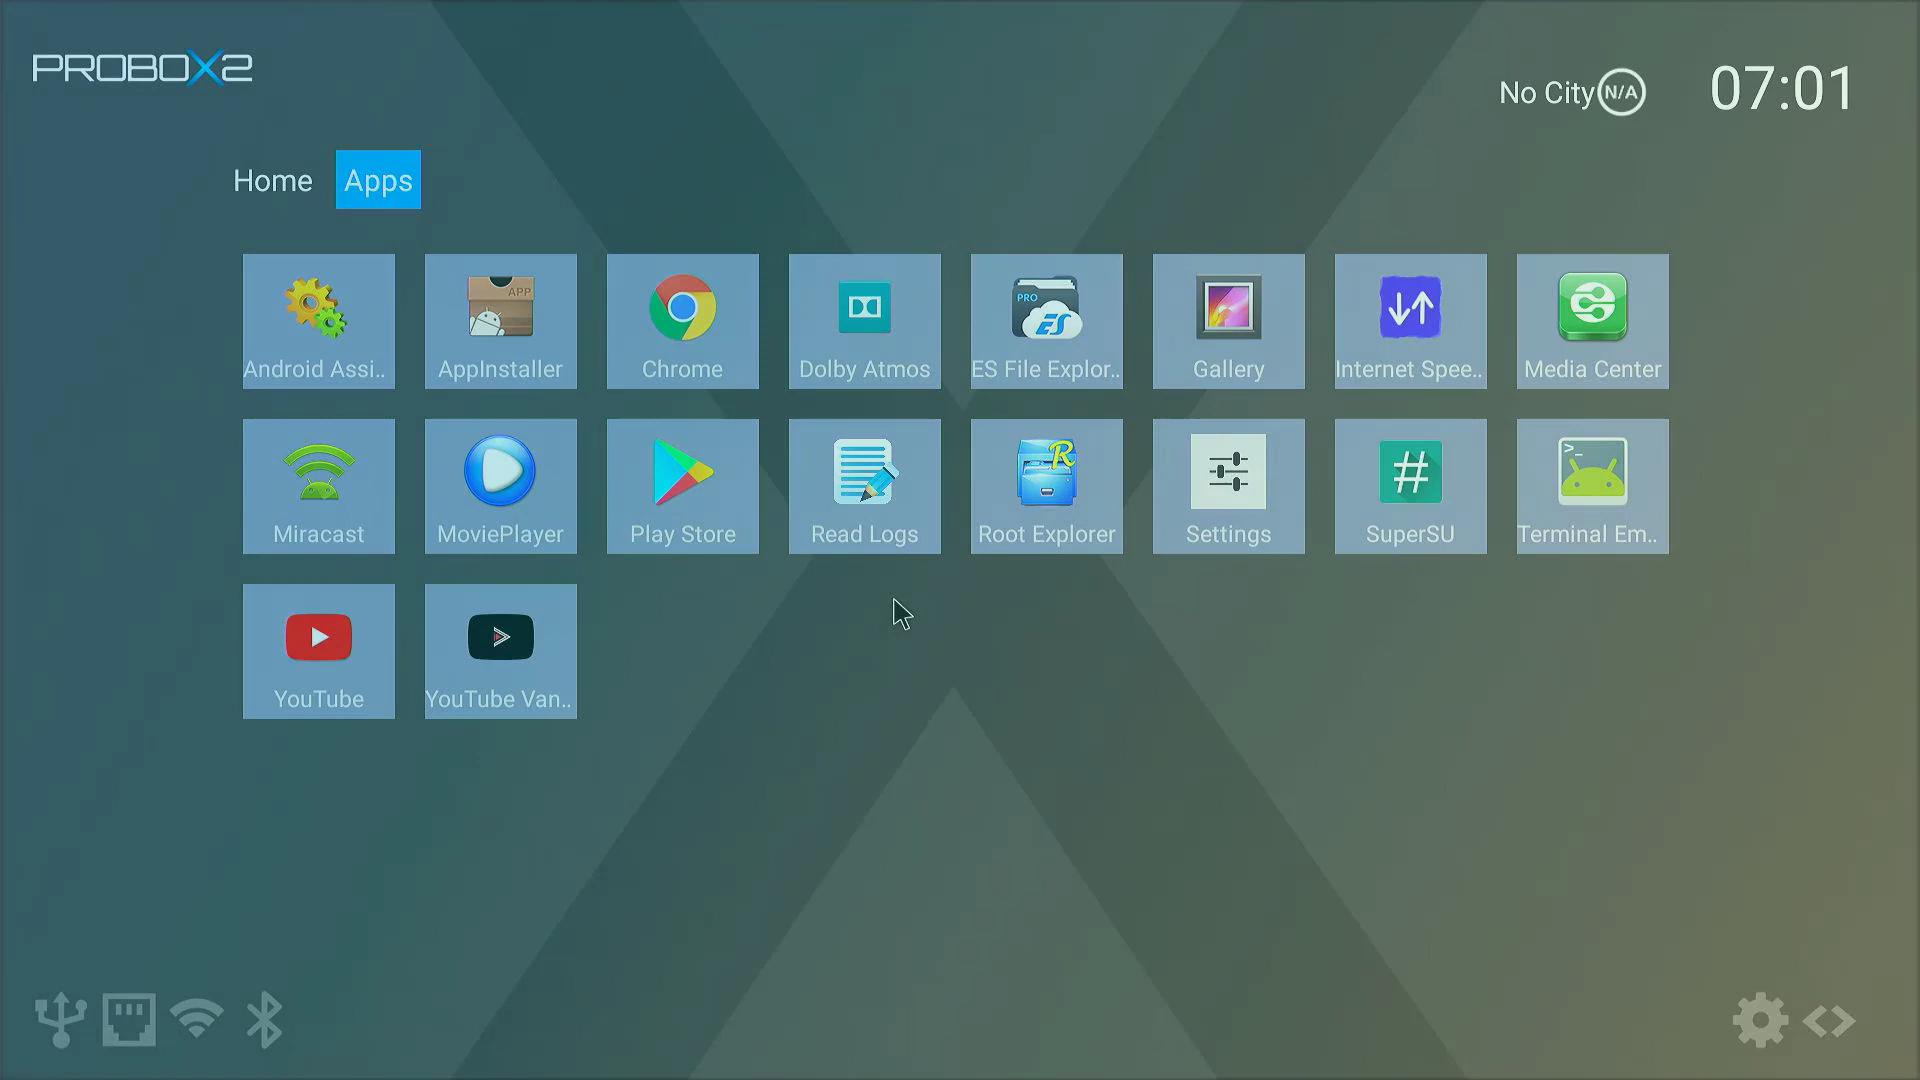 PROBOX2
No City N/A 07:01
Home Apps
APP
PRO
ES
Android Assi.. AppInstaller Chrome Dolby Atmos ES File Explor.. Gallery Internet Spee.. Media Center
R
#
>_
Miracast MoviePlayer Play Store Read Logs Root Explorer Settings SuperSU Terminal Em..
YouTube YouTube Van..